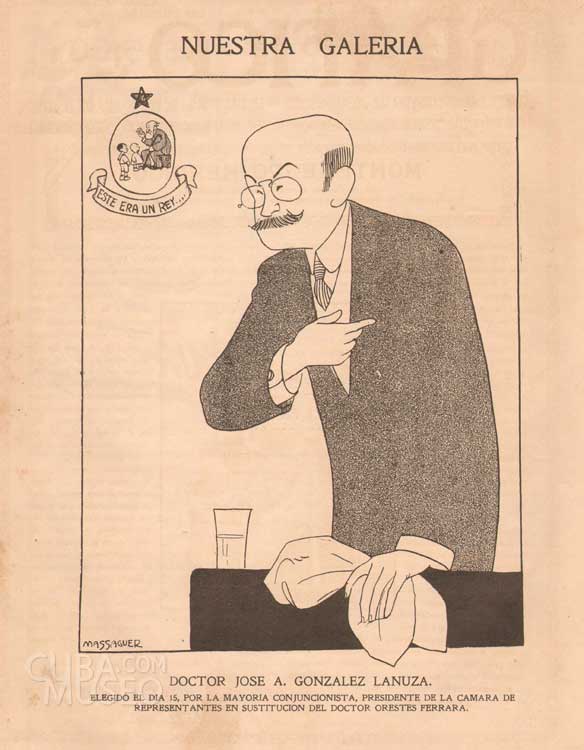 NUESTRA GALERIA
ESTE ERA UN REY....
MASSAGUER
CUBA.COM
MUSEO
DOCTOR JOSE A. GONZALEZ LANUZA.
ELEGIDO EL DIA 15, POR LA MAYORIA CONJUNCIONISTA, PRESIDENTE DE LA CAMARA DE
REPRESENTANTES EN SUSTITUCION DEL DOCTOR ORESTES FERRARA.